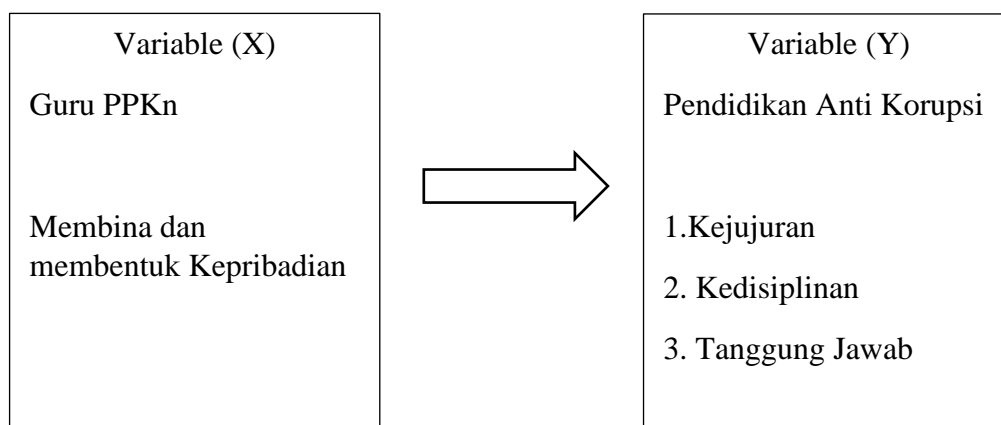 Variable (X)
Guru PPKn
Membina dan
membentuk Kepribadian
Variable (Y)
Pendidikan Anti Korupsi
1.Kejujuran
2. Kedisiplinan
3. Tanggung Jawab